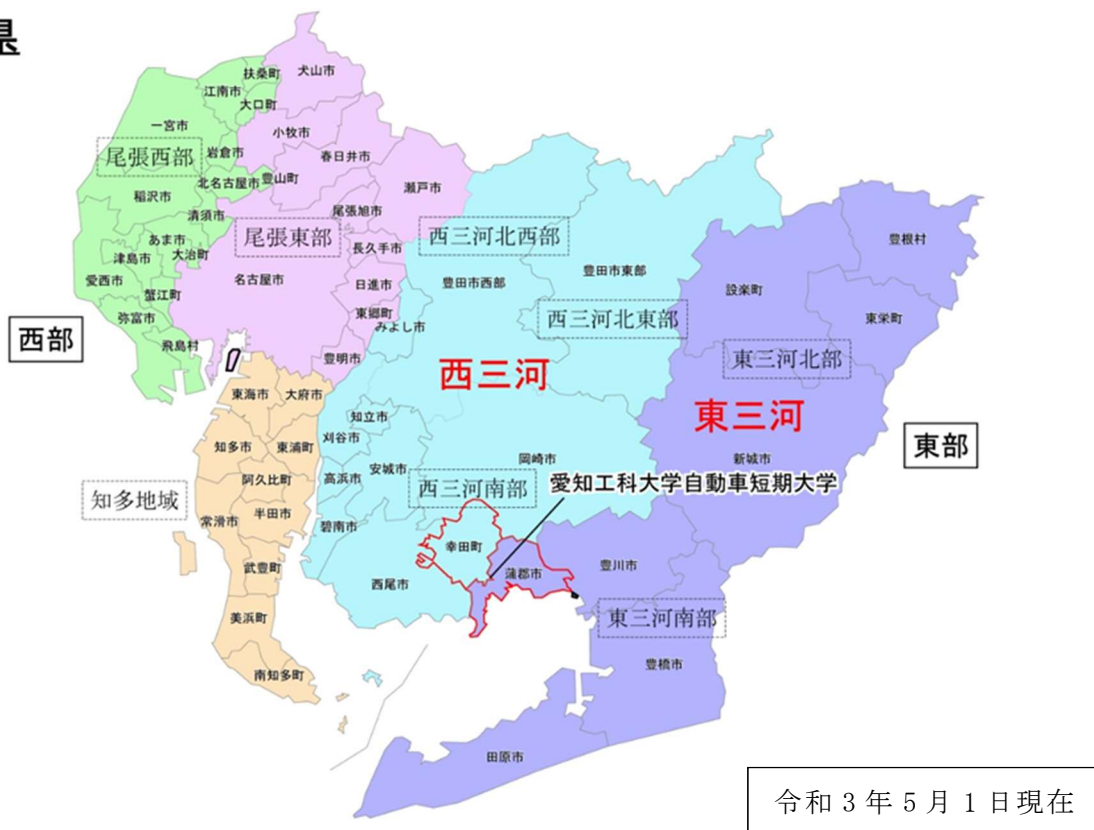 県
扶桑町
犬山市
江南市
大口町
一宮市
小牧市
尾張西部
岩倉市
春日井市
北名古屋市
豊山町
瀬戸市
稲沢市
清須市
尾張旭市
あま市
尾張東部
長久手市
西三河北西部
豊根村
津島市
大治町
愛西市
名古屋市
日進市
豊田市西部
豊田市東部
設楽町
蟹江町
弥富市
東郷町
みよし市
西三河北東部
東栄町
西部
飛島村
豊明市
東三河北部
西三河
東海市
大府市
東三河
知立市
知多市
東浦町
刈谷市
東部
岡崎市
新城市
阿久比町
高浜市
安城市
西三河南部
愛知工科大学自動車短期大学
知多地域
常滑市
半田市
碧南市
幸田町
武豊町
西尾市
蒲郡市
豊川市
美浜町
東三河南部
南知多町
豊橋市
田原市
令和3年5月1日現在